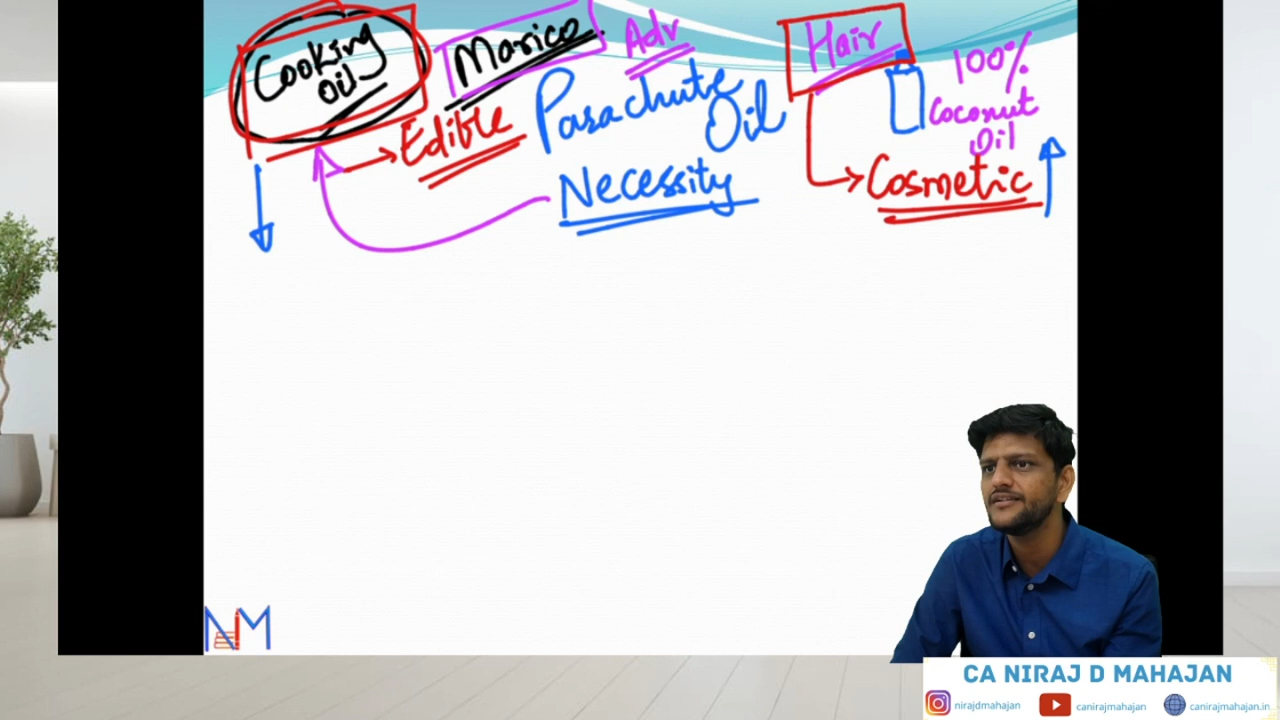 Cooking
Oil
Marico
Adv
Hair
100%
Coconut
Oil
Edible
Parachute
Oil
Necessity
Cosmetic
NM
CA NIRAJ D MAHAJAN
nirajdmahajan
canirajmahajan
canirajmahajan.in